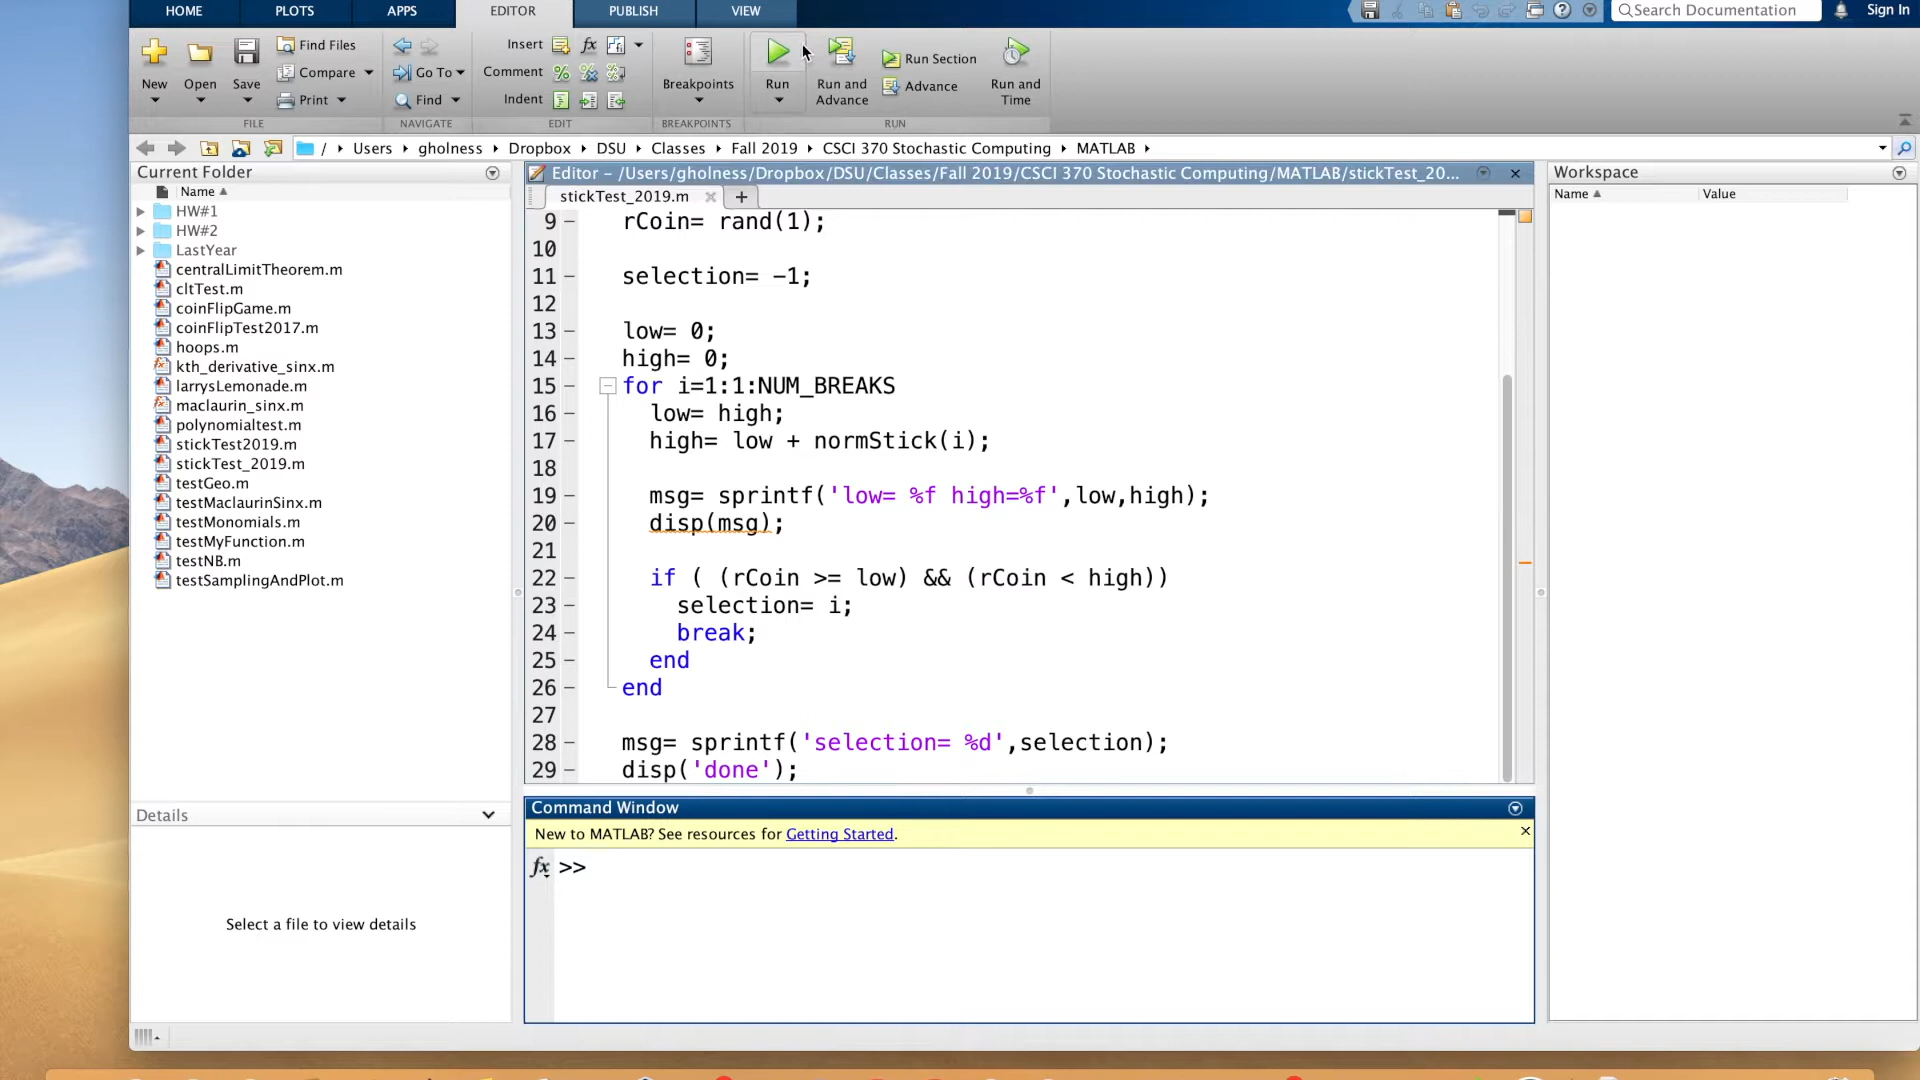 HOME PLOTS APPS EDITOR PUBLISH VIEW
Search Documentation Sign In
New Open Save Find Files Compare Print
Go To Find
Insert fx
Comment
Indent
Breakpoints
Run Run and Advance Run Section Advance Run and Time
FILE NAVIGATE EDIT BREAKPOINTS RUN
/ Users gholness Dropbox DSU Classes Fall 2019 CSCI 370 Stochastic Computing MATLAB
Current Folder
Name
HW#1
HW#2
LastYear
centralLimitTheorem.m
cltTest.m
coinFlipGame.m
coinFlipTest2017.m
hoops.m
kth_derivative_sinx.m
larrysLemonade.m
maclaurin_sinx.m
polynomialtest.m
stickTest2019.m
stickTest_2019.m
testGeo.m
testMaclaurinSinx.m
testMonomials.m
testMyFunction.m
testNB.m
testSamplingAndPlot.m
Details
Select a file to view details
Editor – /Users/gholness/Dropbox/DSU/Classes/Fall 2019/CSCI 370 Stochastic Computing/MATLAB/stickTest_20...
stickTest_2019.m
9 – rCoin= rand(1);
10
11 – selection= -1;
12
13 – low= 0;
14 – high= 0;
15 – for i=1:1:NUM_BREAKS
16 – low= high;
17 – high= low + normStick(i);
18
19 – msg= sprintf('low= %f high=%f',low,high);
20 – disp(msg);
21
22 – if ( (rCoin >= low) && (rCoin < high))
23 – selection= i;
24 – break;
25 – end
26 – end
27
28 – msg= sprintf('selection= %d',selection);
29 – disp('done');
Command Window
New to MATLAB? See resources for Getting Started.
fx >>
Workspace
Name Value